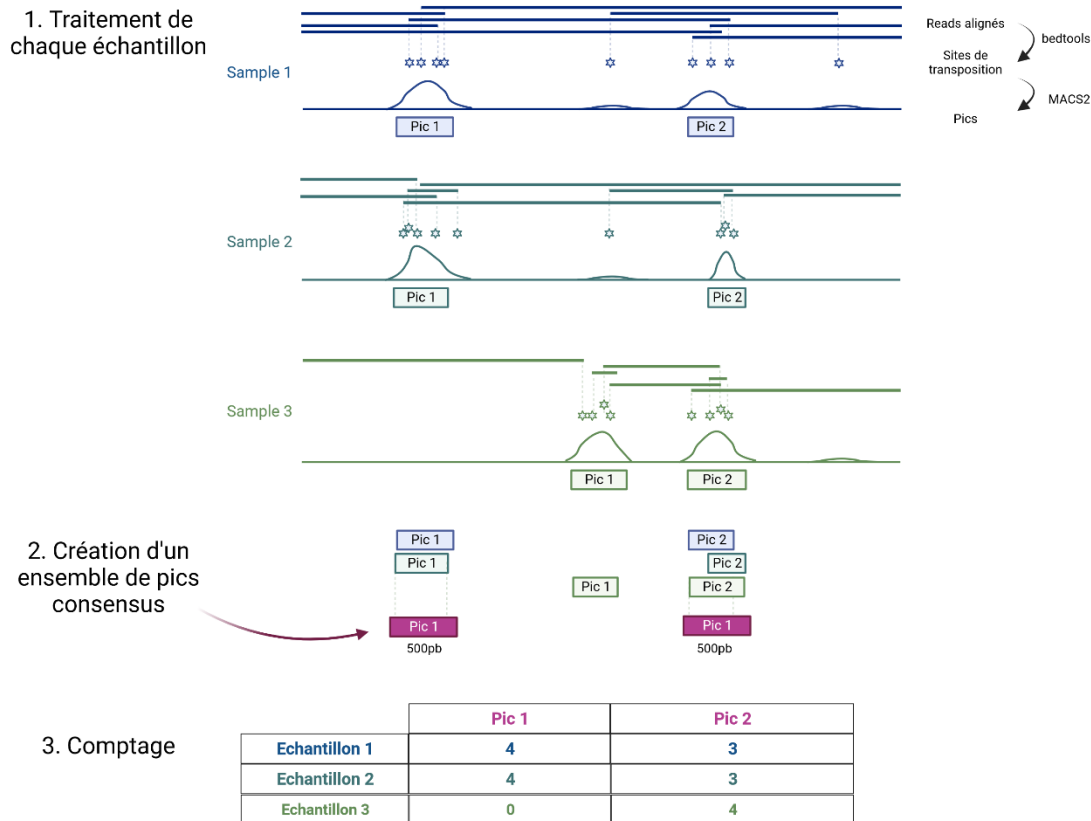 1. Traitement de
chaque échantillon
Reads alignés
bedtools
Sites de
transposition
MACS2
Pics
Sample 1
Pic 1
Pic 2
Sample 2
Pic 1
Pic 2
Sample 3
Pic 1
Pic 2
2. Création d'un
ensemble de pics
consensus
Pic 1
Pic 2
Pic 1
Pic 2
Pic 1
Pic 2
Pic 1
Pic 1
500pb
500pb
3. Comptage
Pic 1
Pic 2
Echantillon 1
4
3
Echantillon 2
4
3
Echantillon 3
0
4